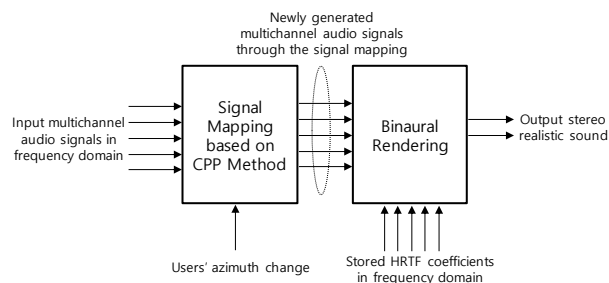 Newly generated
multichannel audio signals
through the signal mapping
Input multichannel
audio signals in
frequency domain
Signal
Mapping
based on
CPP Method
Binaural
Rendering
Output stereo
realistic sound
Users' azimuth change
Stored HRTF coefficients
in frequency domain